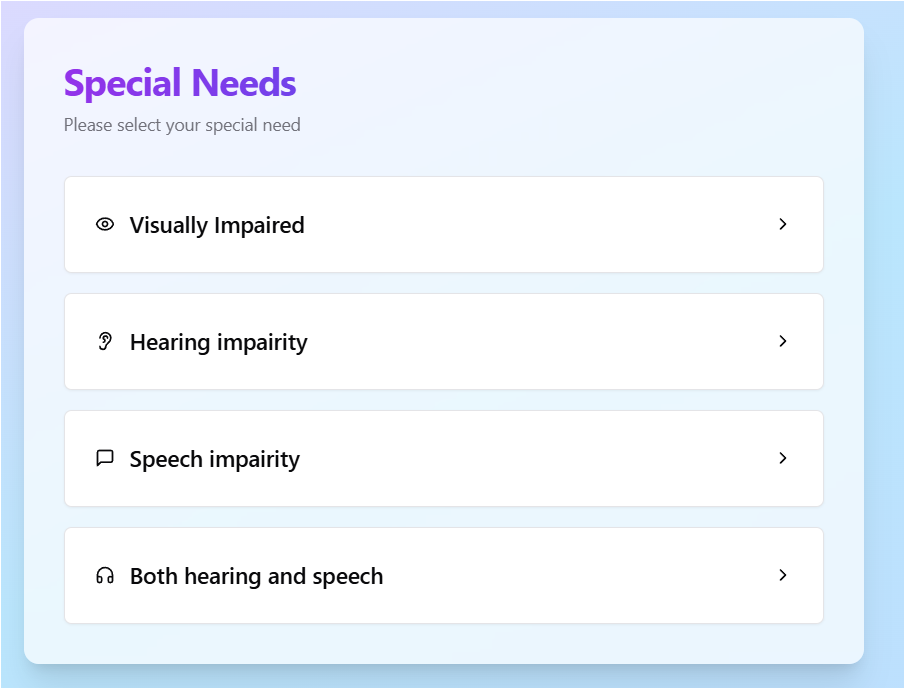 Special Needs
Please select your special need
Visually Impaired
Hearing impairity
Speech impairity
Both hearing and speech